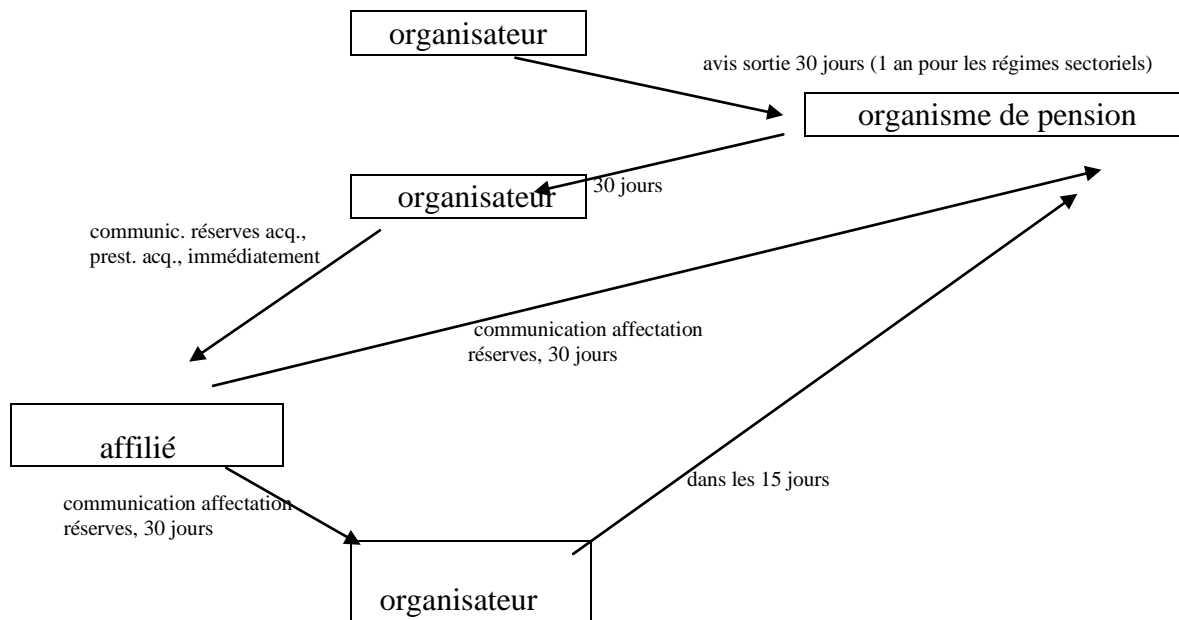 organisateur
avis sortie 30 jours (1 an pour les régimes sectoriels)
organisme de pension
organisateur
30 jours
communic. réserves acq.,
prest. acq., immédiatement
communication affectation
réserves, 30 jours
affilié
dans les 15 jours
communication affectation
réserves, 30 jours
organisateur